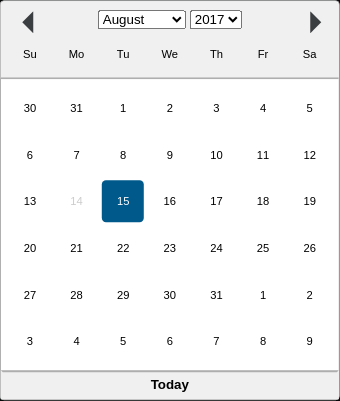 August 2017
Su Mo Tu We Th Fr Sa
30 31 1 2 3 4 5
6 7 8 9 10 11 12
13 14 15 16 17 18 19
20 21 22 23 24 25 26
27 28 29 30 31 1 2
3 4 5 6 7 8 9
Today